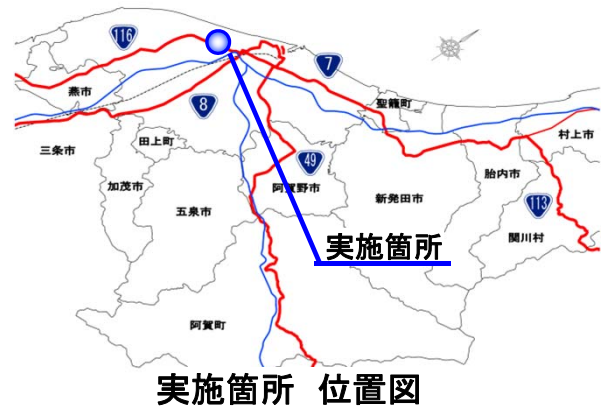 116
7
燕市
8
聖籠町
三条市
田上町
村上市
加茂市
49
阿賀野市
新発田市
胎内市
五泉市
113
関川村
実施箇所
阿賀町
実施箇所 位置図